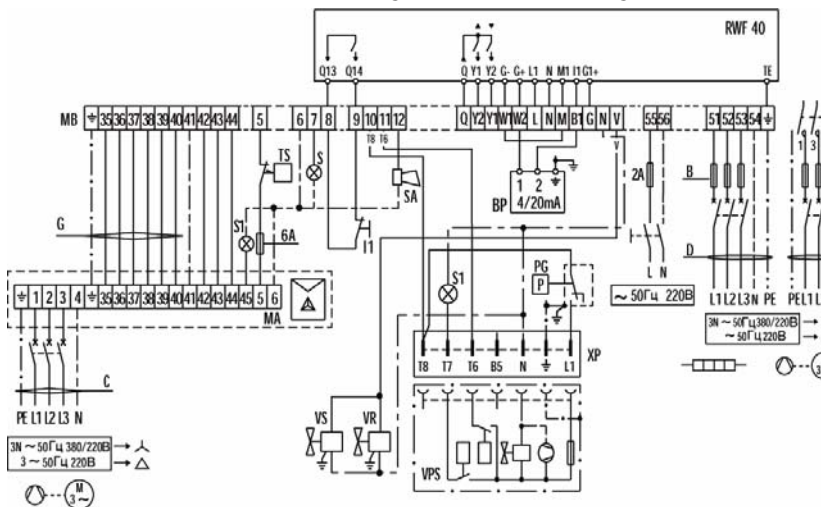 RWF 40
Q13 Q14
Q Y1 Y2 G- G+ L1 N M1 I1 G1+
TE
MB 35 36 37 38 39 40 41 42 43 44 5 6 7 8 9 10 11 12 Q Y2 Y1 W1 W2 L N M B1 G N V 55 56 51 52 53 54
T8 T6
V
TS
S
SA
S1
6A
I1
G
BP
1 2
4/20mA
2A
B
D
1 3
L N
~ 50Гц 220В
L1 L2 L3 N PE
PE L1 L
3N ~ 50Гц 380/220В
~ 50Гц 220В
3
S1
PG
P
1 2 3 4 35 36 37 38 39 40 41 42 43 44 45 5 6
MA
C
PE L1 L2 L3 N
3N ~ 50Гц 380/220В
3 ~ 50Гц 220В
M
3 ~
T8 T7 T6 B5 N L1
XP
VS
VR
VPS